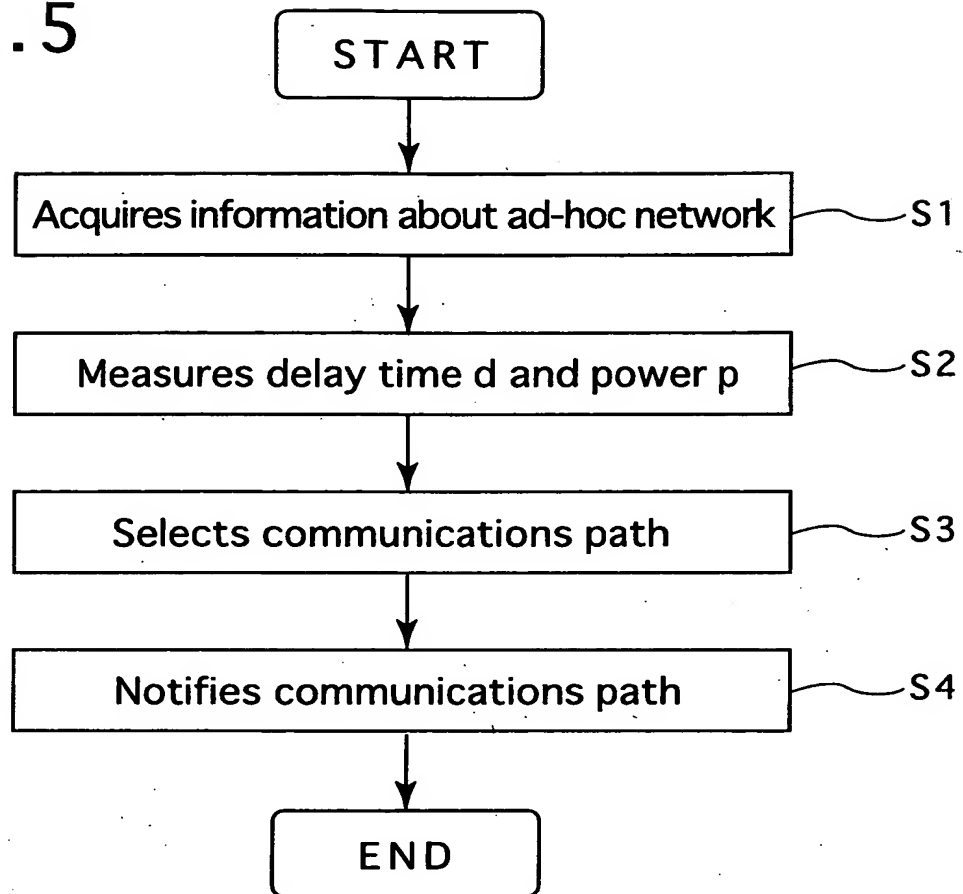 .5
START
Acquires information about ad-hoc network
S1
Measures delay time d and power p
S2
Selects communications path
S3
Notifies communications path
S4
END